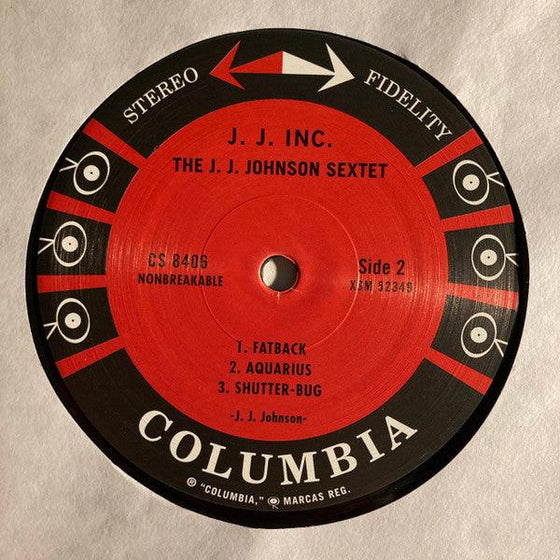 STEREO FIDELITY
J. J. INC.
THE J. J. JOHNSON SEXTET
CS 8406
NONBREAKABLE
Side 2
XSM 52349
1. FATBACK
2. AQUARIUS
3. SHUTTER-BUG
-J. J. Johnson-
COLUMBIA
® "COLUMBIA," MARCAS REG.